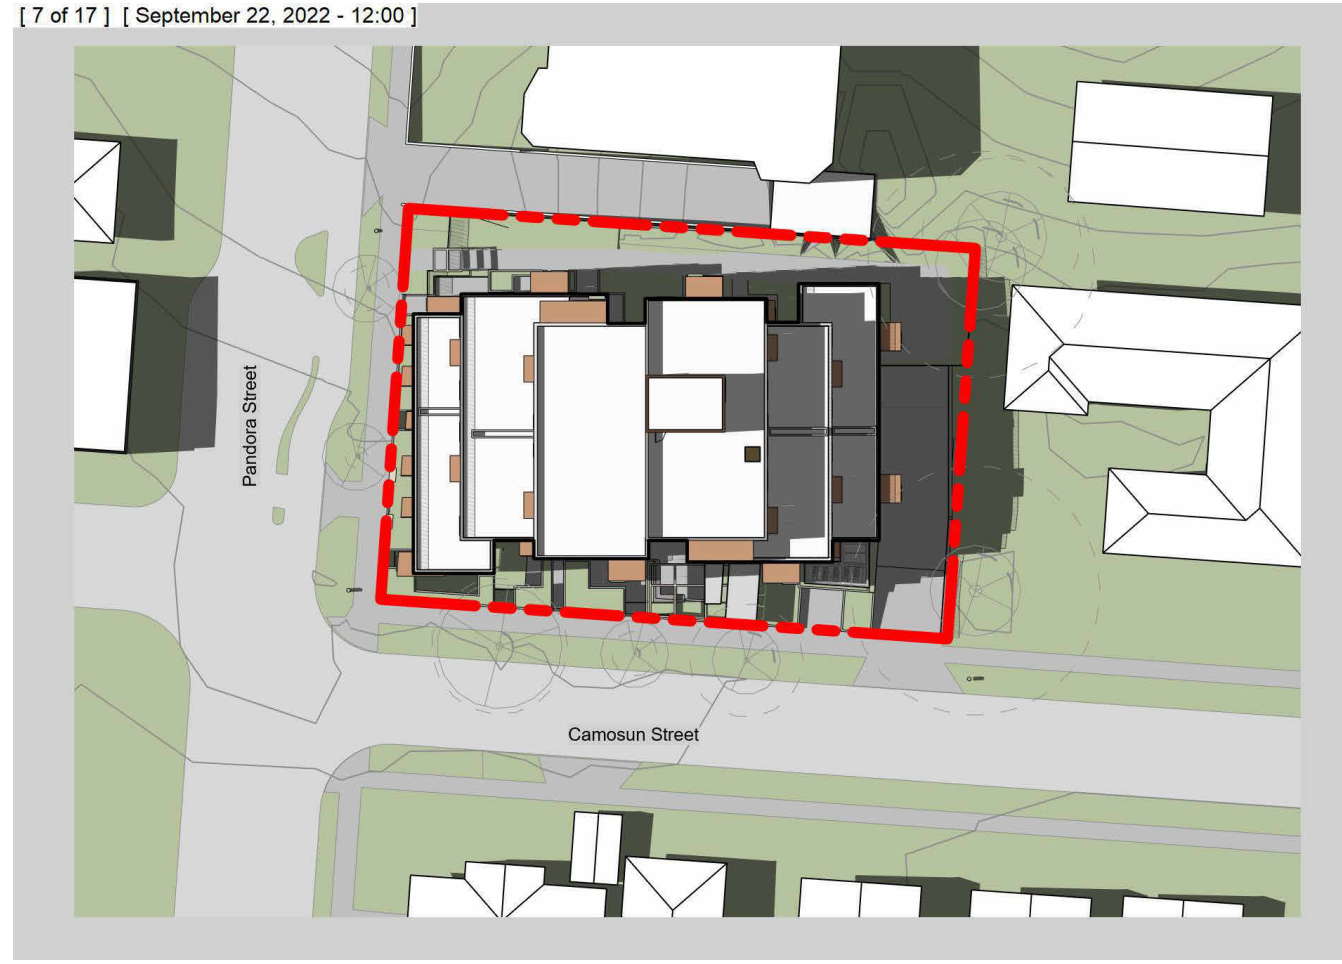 [ 7 of 17 ]  [ September 22, 2022 - 12:00 ]
Pandora Street
Camosun Street